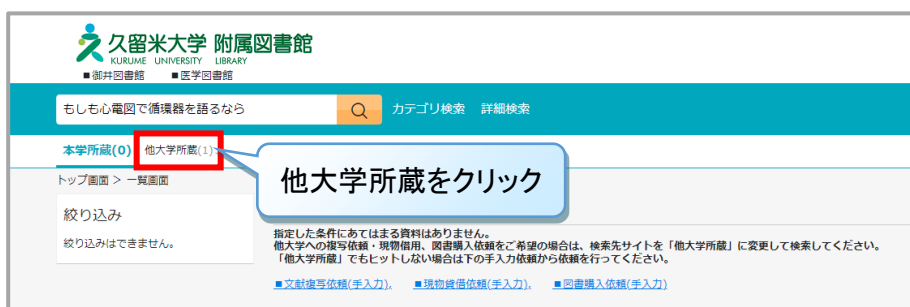 久留米大学 附属図書館
KURUME UNIVERSITY LIBRARY
■御井図書館 ■医学図書館
もしも心電図で循環器を語るなら
カテゴリ検索 詳細検索
本学所蔵(0) 他大学所蔵(1)
他大学所蔵をクリック
トップ画面 > 一覧画面
絞り込み
絞り込みはできません。
指定した条件にあてはまる資料はありません。
他大学への複写依頼・現物借用、図書購入依頼をご希望の場合は、検索先サイトを「他大学所蔵」に変更して検索してください。
「他大学所蔵」でもヒットしない場合は下の手入力依頼から依頼を行ってください。
■文献複写依頼(手入力)、 ■現物貸借依頼(手入力)、 ■図書購入依頼(手入力)